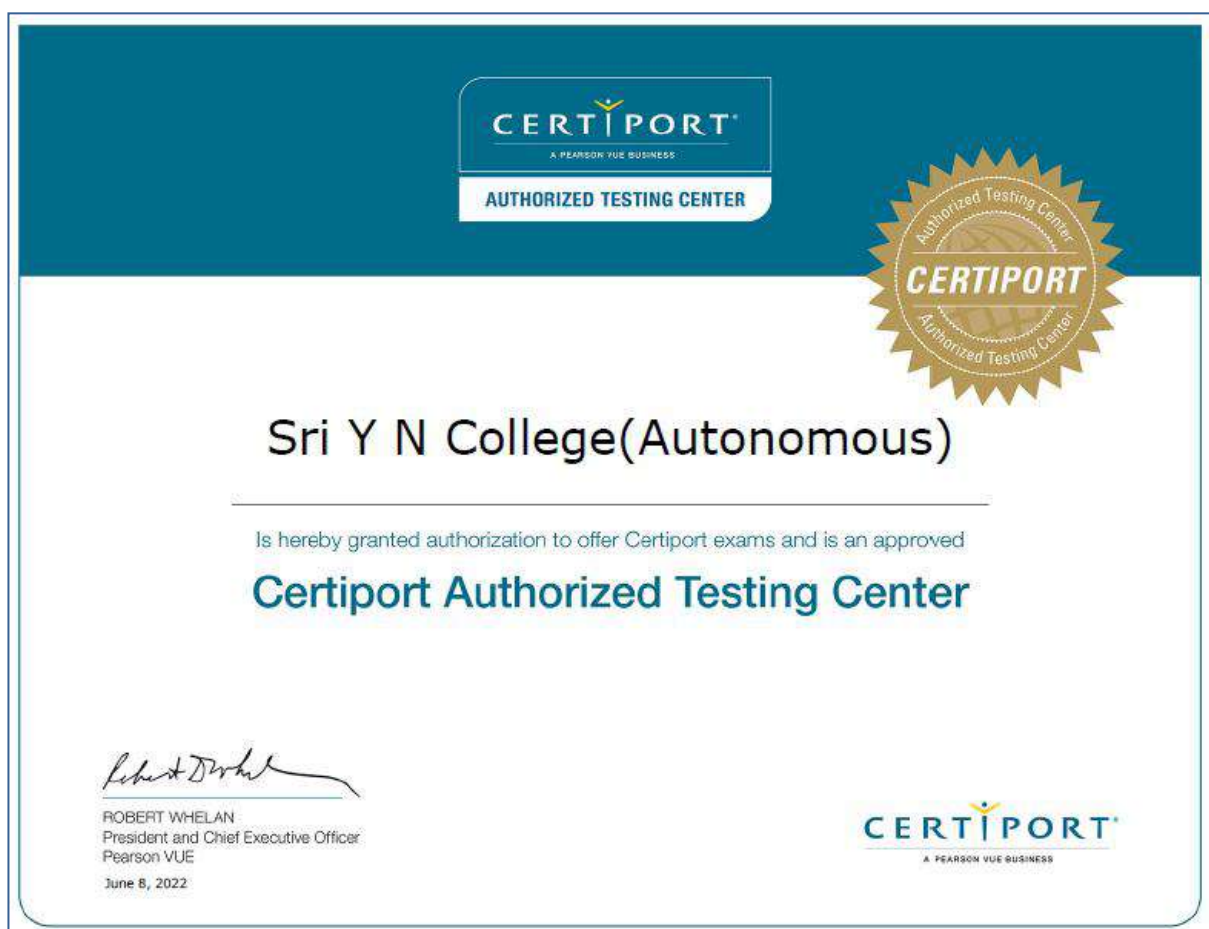 CERTIPORT®
A PEARSON VUE BUSINESS
AUTHORIZED TESTING CENTER
Authorized Testing Center
CERTIPORT
Authorized Testing Center
Sri Y N College(Autonomous)
Is hereby granted authorization to offer Certiport exams and is an approved
Certiport Authorized Testing Center
ROBERT WHELAN
President and Chief Executive Officer
Pearson VUE
June 8, 2022
CERTIPORT®
A PEARSON VUE BUSINESS